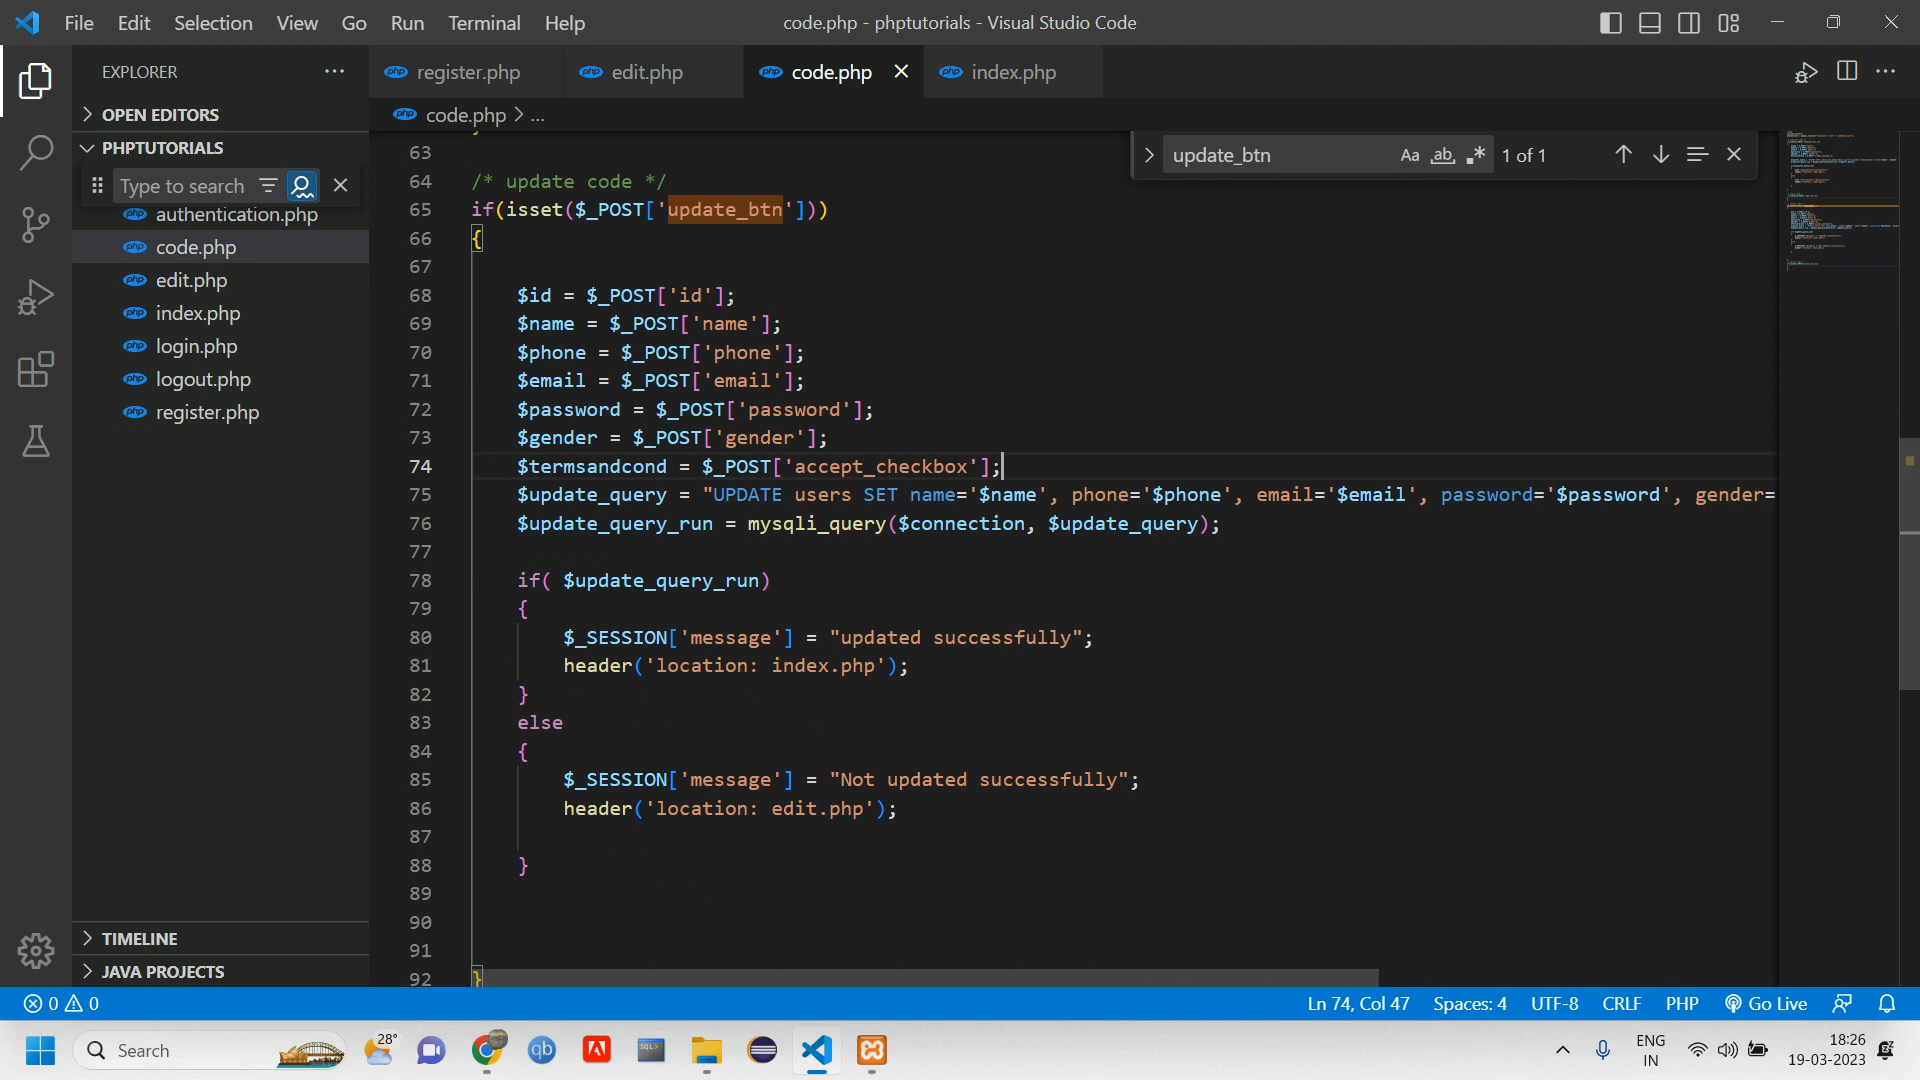 File Edit Selection View Go Run Terminal Help
code.php - phptutorials - Visual Studio Code
EXPLORER
register.php
edit.php
code.php
index.php
OPEN EDITORS
code.php > ...
PHPTUTORIALS
Type to search
authentication.php
code.php
edit.php
index.php
login.php
logout.php
register.php
TIMELINE
JAVA PROJECTS
update_btn
Aa ab 1 of 1
63
64 /* update code */
65 if(isset($_POST['update_btn']))
66 {
67
68 $id = $_POST['id'];
69 $name = $_POST['name'];
70 $phone = $_POST['phone'];
71 $email = $_POST['email'];
72 $password = $_POST['password'];
73 $gender = $_POST['gender'];
74 $termsandcond = $_POST['accept_checkbox'];
75 $update_query = "UPDATE users SET name='$name', phone='$phone', email='$email', password='$password', gender=
76 $update_query_run = mysqli_query($connection, $update_query);
77
78 if( $update_query_run)
79 {
80 $_SESSION['message'] = "updated successfully";
81 header('location: index.php');
82 }
83 else
84 {
85 $_SESSION['message'] = "Not updated successfully";
86 header('location: edit.php');
87
88 }
89
90
91
92 }
0 0
Ln 74, Col 47 Spaces: 4 UTF-8 CRLF PHP Go Live
Search
28°
qb
SQL>
ENG
IN
18:26
19-03-2023